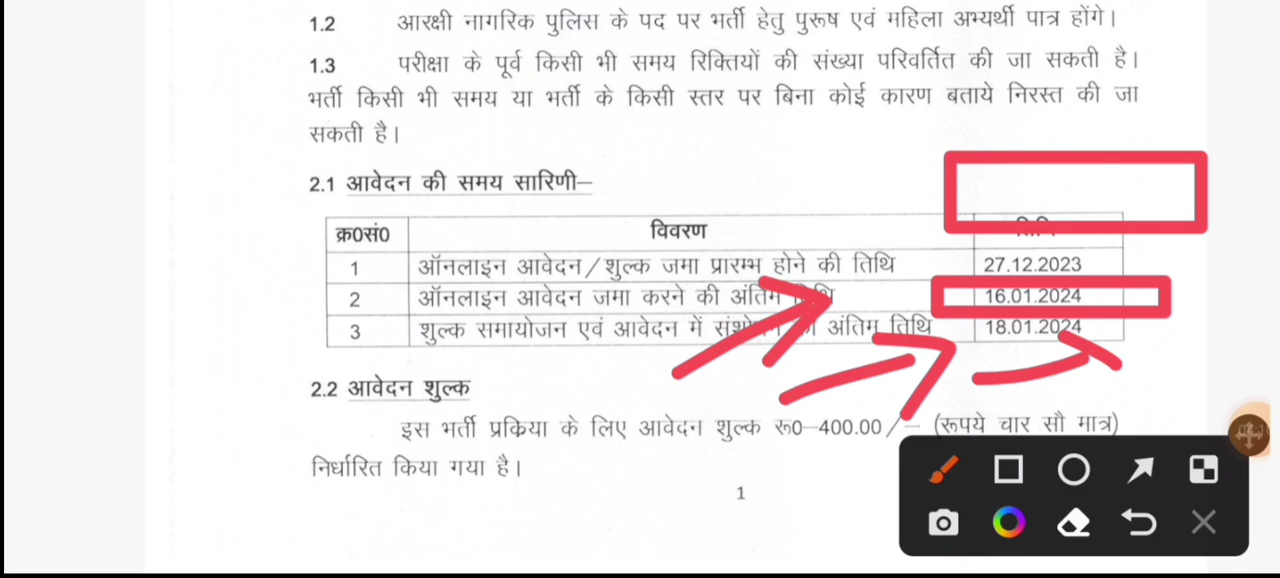 1.2 आरक्षी नागरिक पुलिस के पद पर भर्ती हेतु पुरूष एवं महिला अभ्यर्थी पात्र होंगे।
1.3 परीक्षा के पूर्व किसी भी समय रिक्तियों की संख्या परिवर्तित की जा सकती है।
भर्ती किसी भी समय या भर्ती के किसी स्तर पर बिना कोई कारण बताये निरस्त की जा
सकती है।
2.1 आवेदन की समय सारिणी–
क्र0सं0 विवरण
1 ऑनलाइन आवेदन/शुल्क जमा प्रारम्भ होने की तिथि 27.12.2023
2 ऑनलाइन आवेदन जमा करने की अंतिम 16.01.2024
3 शुल्क समायोजन एवं आवेदन में अंतिम तिथि 18.01.2024
2.2 आवेदन शुल्क
इस भर्ती प्रक्रिया के लिए आवेदन शुल्क रू0–400.00/– (रूपये चार सौ मात्र)
निर्धारित किया गया है।
1